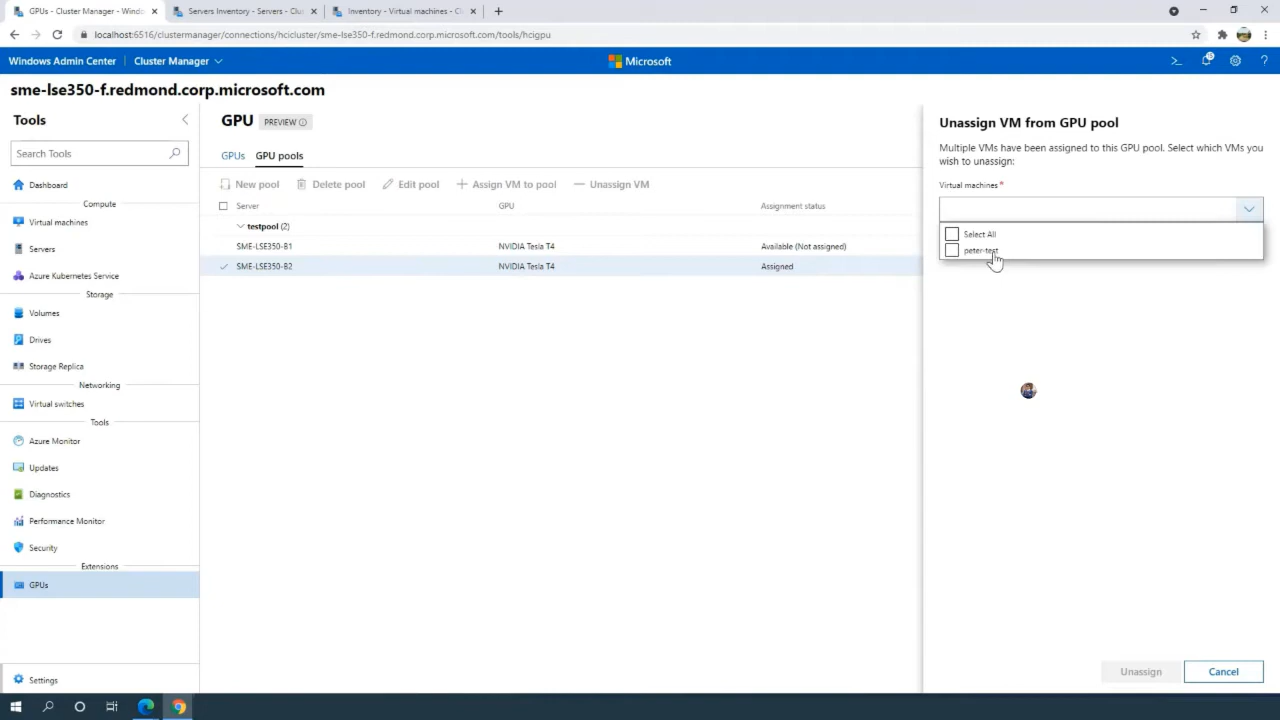 GPUs - Cluster Manager - Windo
Servers Inventory - Servers - Clu
Inventory - Virtual machines - C
localhost:6516/clustermanager/connections/hcicluster/sme-lse350-f.redmond.corp.microsoft.com/tools/hcigpu
Windows Admin Center
Cluster Manager
Microsoft
sme-lse350-f.redmond.corp.microsoft.com
Tools
Search Tools
Dashboard
Compute
Virtual machines
Servers
Azure Kubernetes Service
Storage
Volumes
Drives
Storage Replica
Networking
Virtual switches
Tools
Azure Monitor
Updates
Diagnostics
Performance Monitor
Security
Extensions
GPUs
Settings
GPU PREVIEW
GPUs GPU pools
New pool Delete pool Edit pool Assign VM to pool Unassign VM
Server GPU Assignment status
testpool (2)
SME-LSE350-B1 NVIDIA Tesla T4 Available (Not assigned)
SME-LSE350-B2 NVIDIA Tesla T4 Assigned
Unassign VM from GPU pool
Multiple VMs have been assigned to this GPU pool. Select which VMs you
wish to unassign:
Virtual machines *
Select All
peter-test
Unassign Cancel